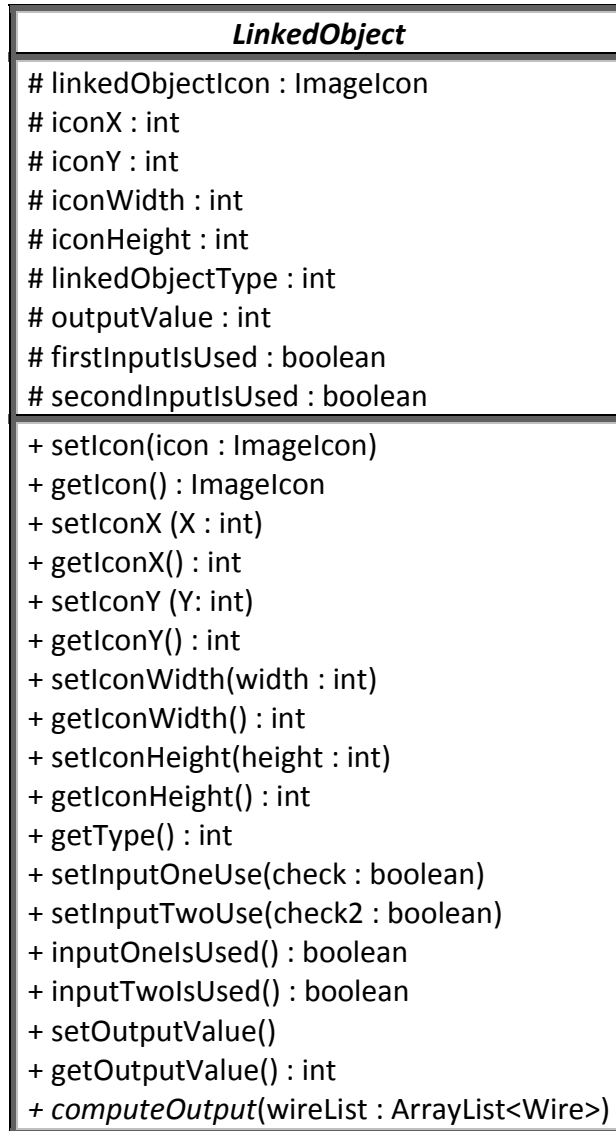 LinkedObject
# linkedObjectIcon : ImageIcon
# iconX : int
# iconY : int
# iconWidth : int
# iconHeight : int
# linkedObjectType : int
# outputValue : int
# firstInputIsUsed : boolean
# secondInputIsUsed : boolean
+ setIcon(icon : ImageIcon)
+ getIcon() : ImageIcon
+ setIconX (X : int)
+ getIconX() : int
+ setIconY (Y: int)
+ getIconY() : int
+ setIconWidth(width : int)
+ getIconWidth() : int
+ setIconHeight(height : int)
+ getIconHeight() : int
+ getType() : int
+ setInputOneUse(check : boolean)
+ setInputTwoUse(check2 : boolean)
+ inputOneIsUsed() : boolean
+ inputTwoIsUsed() : boolean
+ setOutputValue()
+ getOutputValue() : int
+ computeOutput(wireList : ArrayList<Wire>)